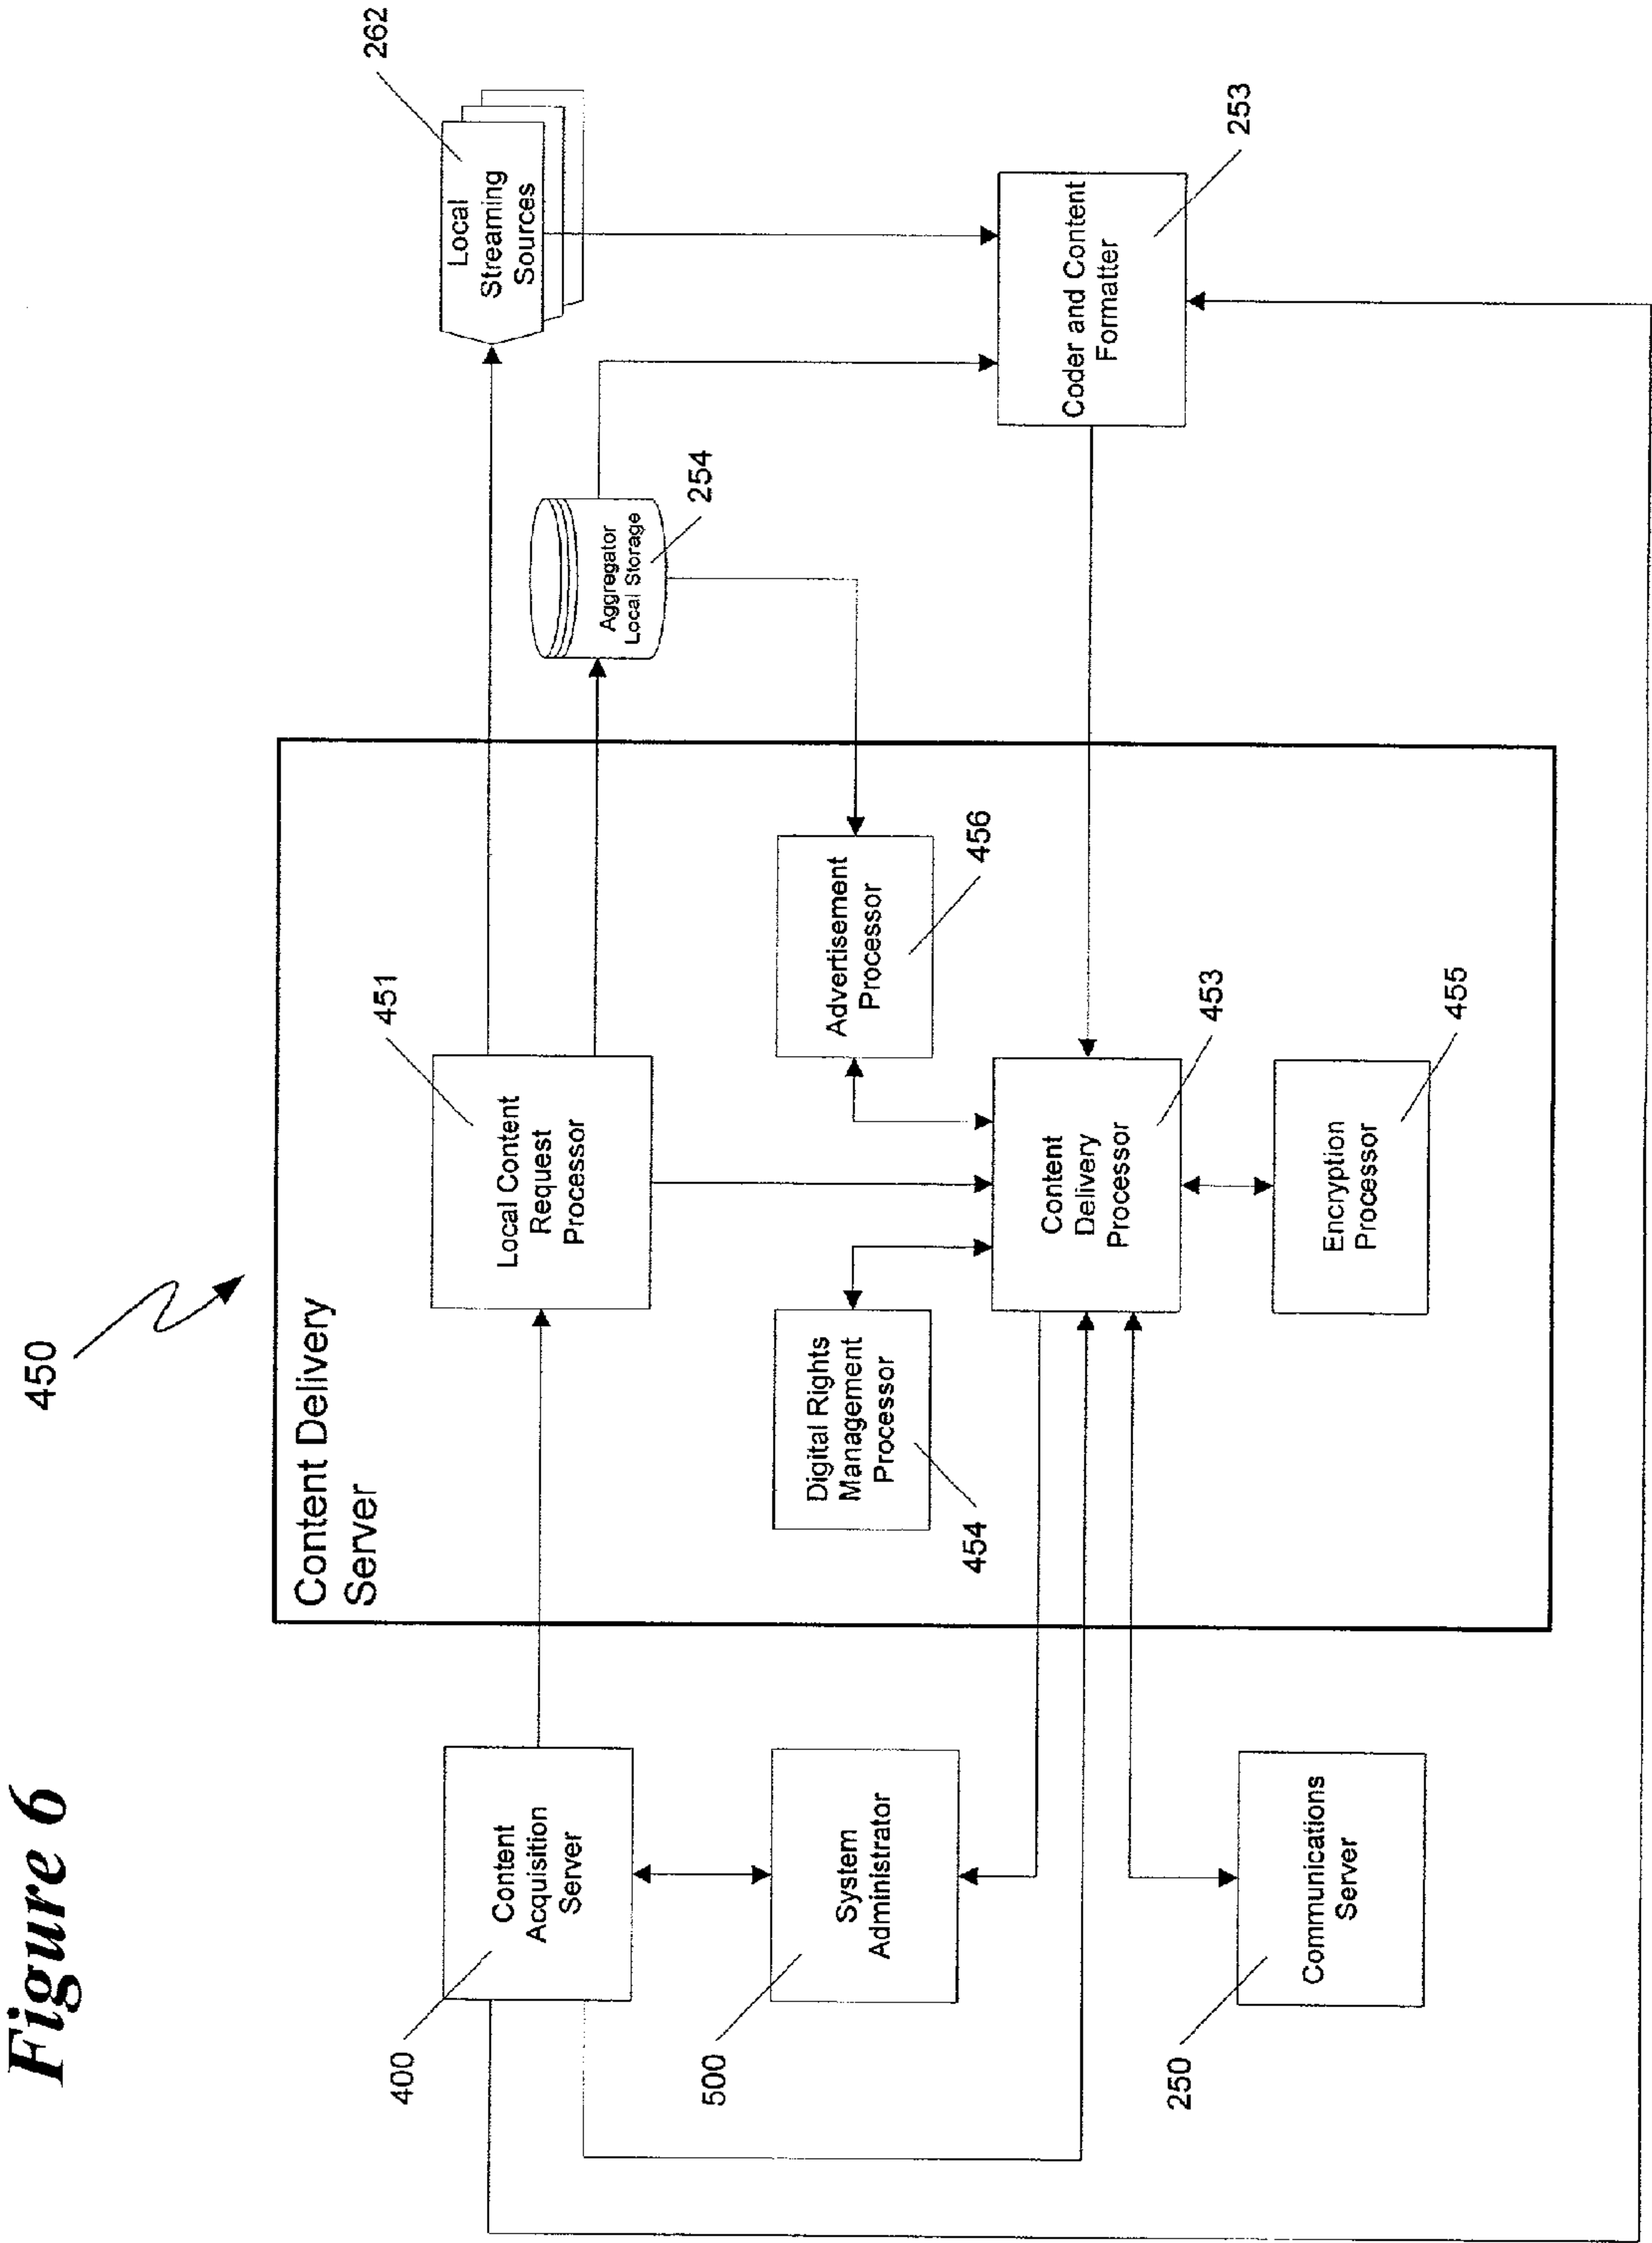 Figure 6
450
Content Delivery
Server
400
Content
Acquisition
Server
500
System
Administrator
250
Communications
Server
451
Local Content
Request
Processor
454
Digital Rights
Management
Processor
456
Advertisement
Processor
453
Content
Delivery
Processor
455
Encryption
Processor
262
Local
Streaming
Sources
254
Aggregator
Local Storage
253
Coder and Content
Formatter